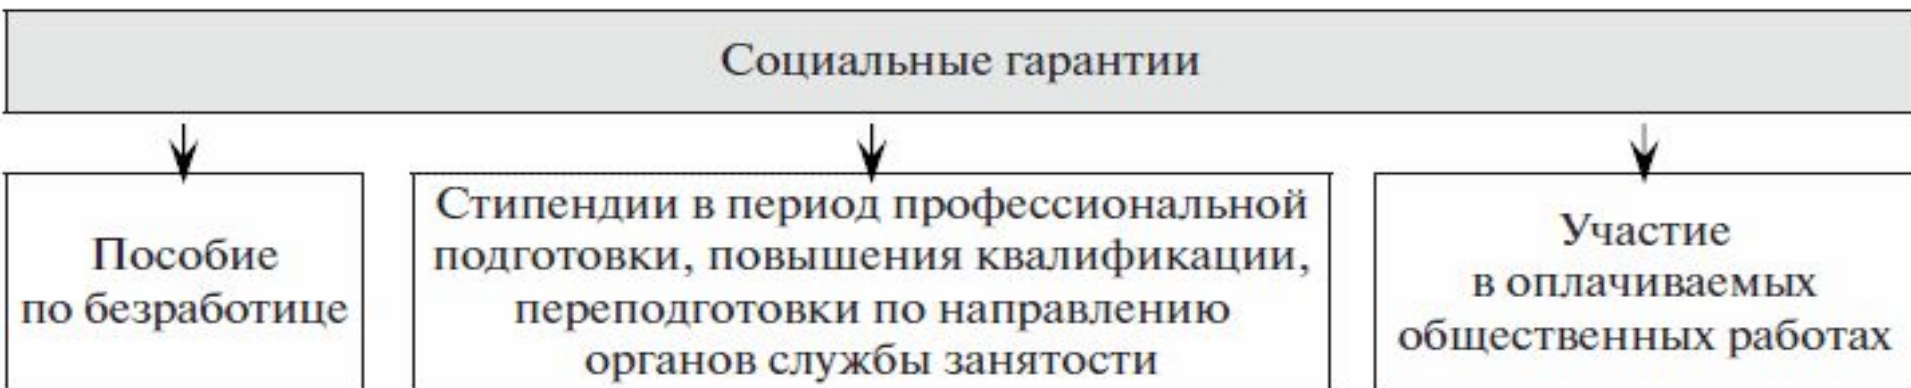 Социальные гарантии
Пособие
по безработице
Стипендии в период профессиональной
подготовки, повышения квалификации,
переподготовки по направлению
органов службы занятости
Участие
в оплачиваемых
общественных работах